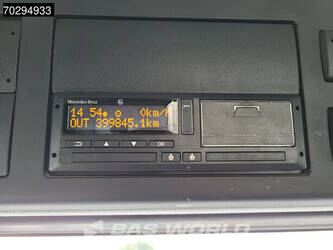 70294933
Mercedes-Benz
14 54 0km/h
OUT 399845.1km
OK
BAS WORLD